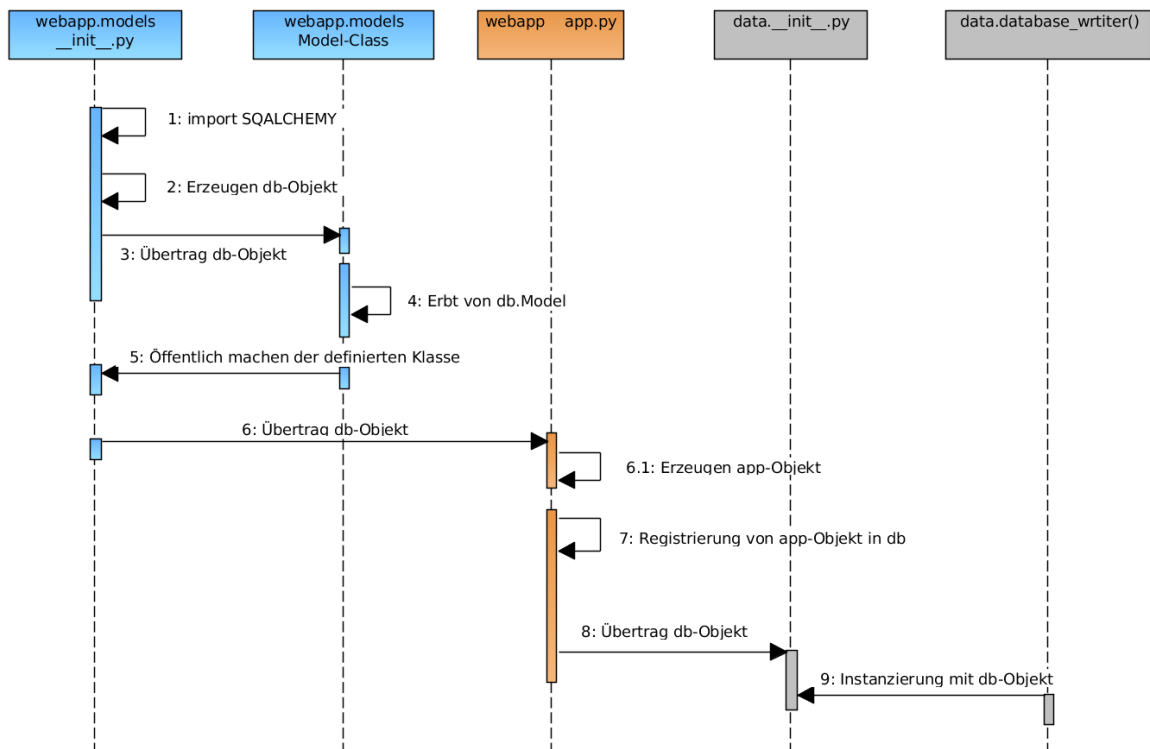 webapp.models
__init__.py
webapp.models
Model-Class
webapp app.py
data.__init__.py
data.database_wrtiter()
1: import SQALCHEMY
2: Erzeugen db-Objekt
3: Übertrag db-Objekt
4: Erbt von db.Model
5: Öffentlich machen der definierten Klasse
6: Übertrag db-Objekt
6.1: Erzeugen app-Objekt
7: Registrierung von app-Objekt in db
8: Übertrag db-Objekt
9: Instanzierung mit db-Objekt